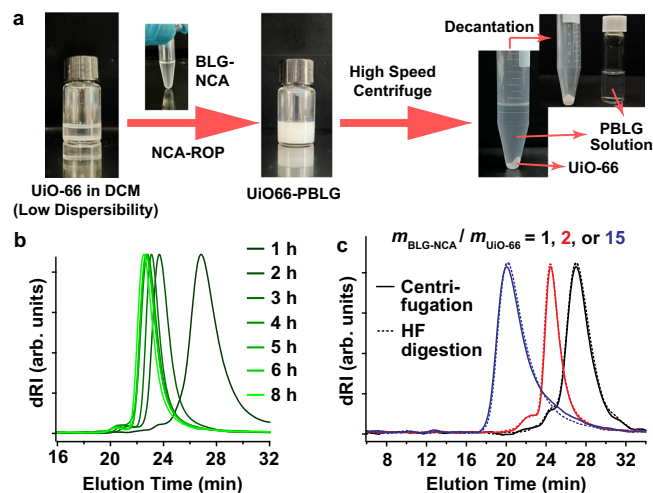 a
Decantation
BLG-
NCA
High Speed
Centrifuge
NCA-ROP
PBLG
Solution
UiO-66
UiO-66 in DCM
(Low Dispersibility)
UiO66-PBLG
b
1 h
2 h
3 h
4 h
5 h
6 h
8 h
dRI (arb. units)
16 20 24 28 32
Elution Time (min)
c
mBLG-NCA / mUiO-66 = 1, 2, or 15
Centri-
fugation
HF
digestion
dRI (arb. units)
8 12 16 20 24 28 32
Elution Time (min)